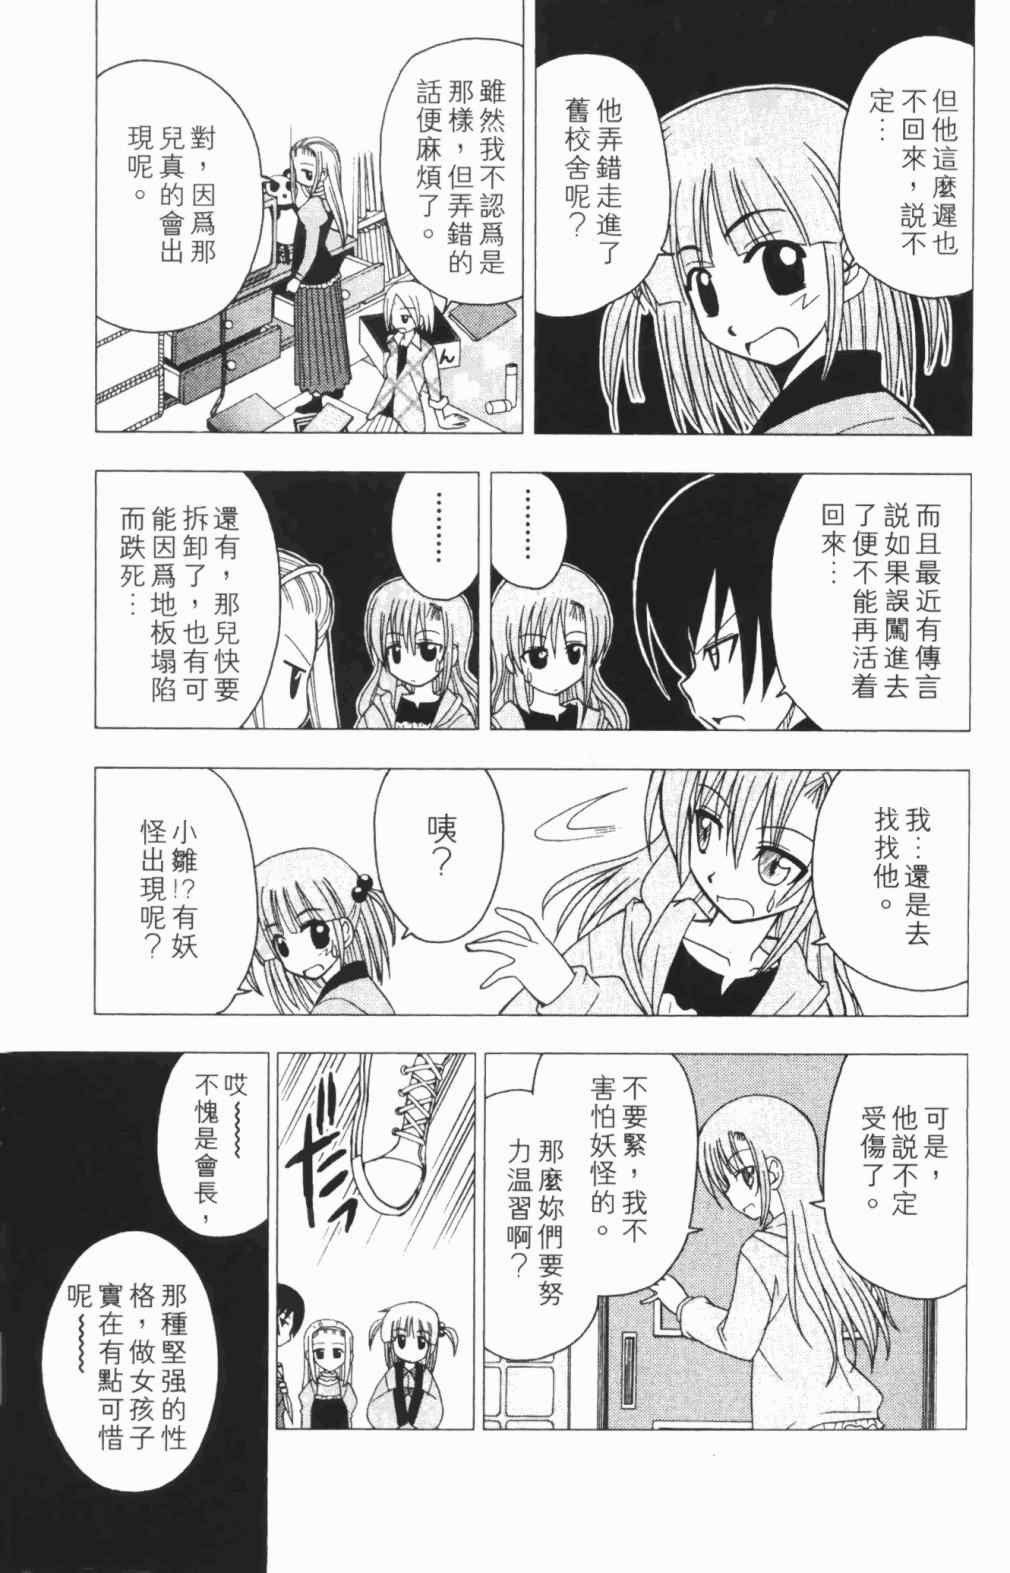 但他這麼遲也
不回來，說不
定…
他弄錯走進了
舊校舍呢？
雖然我不認爲是
那樣，但弄錯的
話便麻煩了。
對，因爲那
兒真的會出
現呢。
ん
而且最近有傳言
說如果誤闖進去
了便不能再活着
回來…
………
………
還有，那兒快要
拆卸了，也有可
能因爲地板塌陷
而跌死…
我…還是去
找找他。
咦？
小雛!?有妖
怪出現呢？
可是，
他說不定
受傷了。
不要緊，我不
害怕妖怪的。
那麼妳們要努
力溫習啊？
哎～～～
不愧是會長，
那種堅强的性
格，做女孩子
實在有點可惜
呢～～～